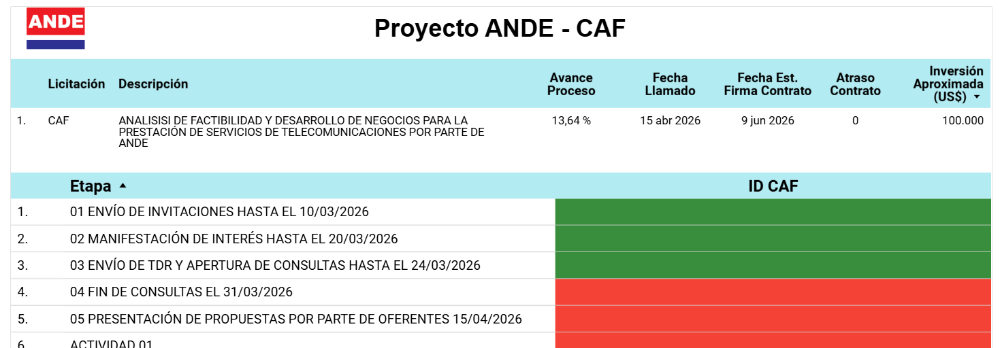 ANDE
Proyecto ANDE - CAF
Licitación Descripción Avance Proceso Fecha Llamado Fecha Est. Firma Contrato Atraso Contrato Inversión Aproximada (US$)
1. CAF ANALISISI DE FACTIBILIDAD Y DESARROLLO DE NEGOCIOS PARA LA 13,64 % 15 abr 2026 9 jun 2026 0 100.000
PRESTACIÓN DE SERVICIOS DE TELECOMUNICACIONES POR PARTE DE
ANDE
Etapa ID CAF
1. 01 ENVÍO DE INVITACIONES HASTA EL 10/03/2026
2. 02 MANIFESTACIÓN DE INTERÉS HASTA EL 20/03/2026
3. 03 ENVÍO DE TDR Y APERTURA DE CONSULTAS HASTA EL 24/03/2026
4. 04 FIN DE CONSULTAS EL 31/03/2026
5. 05 PRESENTACIÓN DE PROPUESTAS POR PARTE DE OFERENTES 15/04/2026
6. ACTIVIDAD 01